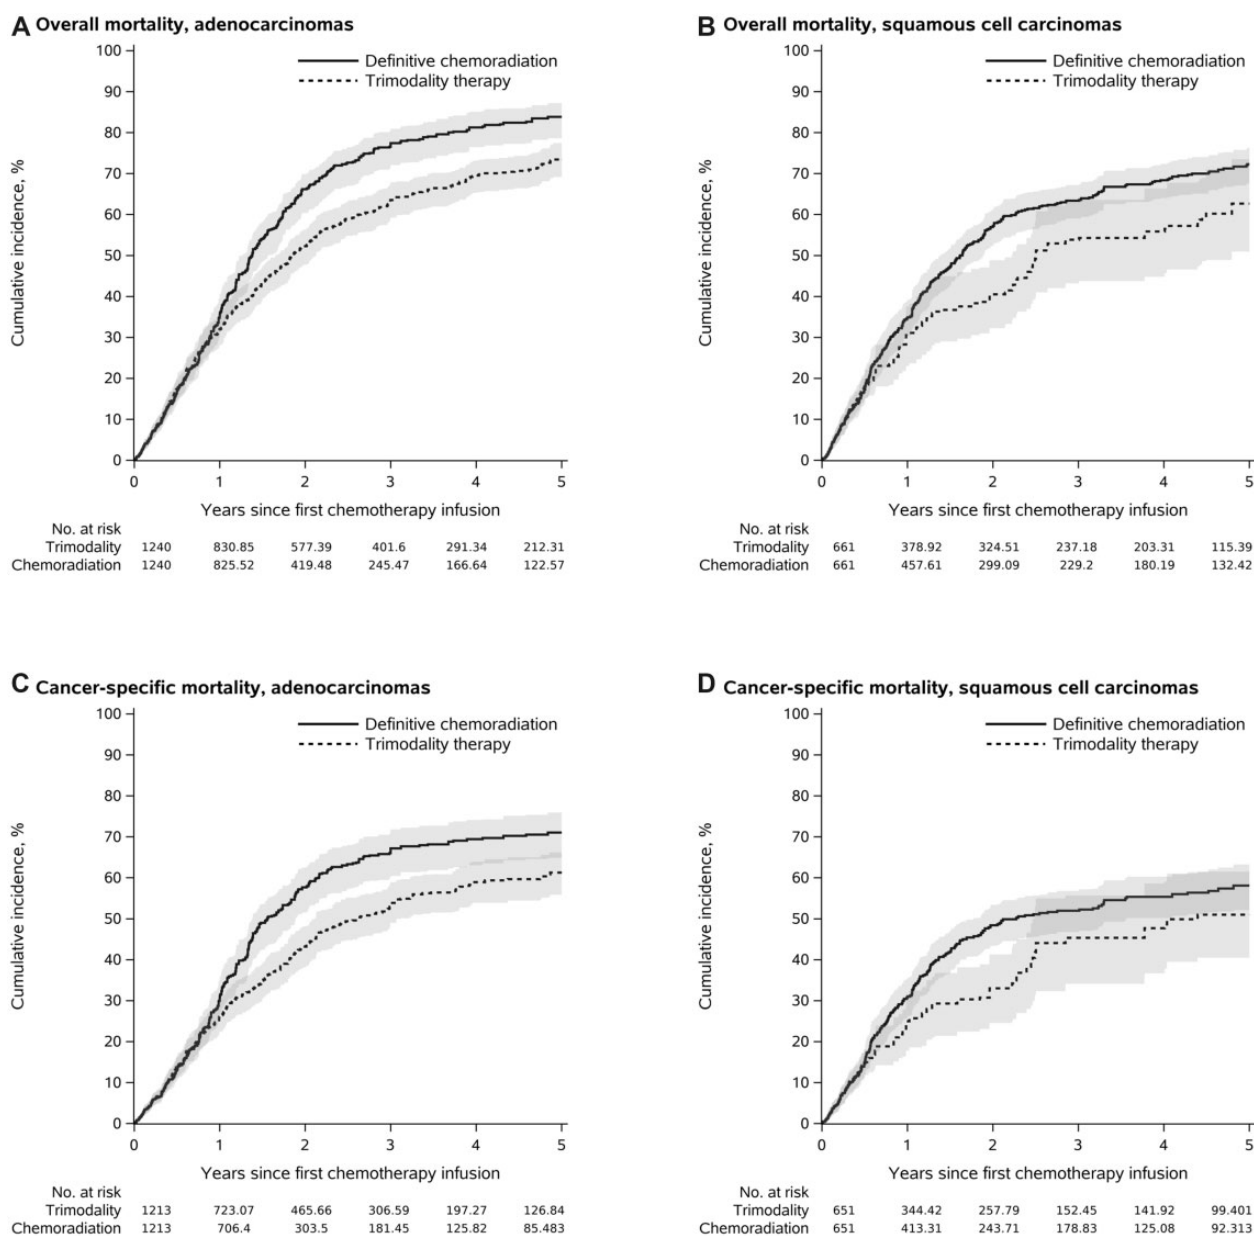 A Overall mortality, adenocarcinomas
100
90
80
70
60
50
40
30
20
10
0
Cumulative incidence, %
Definitive chemoradiation
Trimodality therapy
0 1 2 3 4 5
Years since first chemotherapy infusion
No. at risk
Trimodality 1240 830.85 577.39 401.6 291.34 212.31
Chemoradiation 1240 825.52 419.48 245.47 166.64 122.57
B Overall mortality, squamous cell carcinomas
100
90
80
70
60
50
40
30
20
10
0
Cumulative incidence, %
Definitive chemoradiation
Trimodality therapy
0 1 2 3 4 5
Years since first chemotherapy infusion
No. at risk
Trimodality 661 378.92 324.51 237.18 203.31 115.39
Chemoradiation 661 457.61 299.09 229.2 180.19 132.42
C Cancer-specific mortality, adenocarcinomas
100
90
80
70
60
50
40
30
20
10
0
Cumulative incidence, %
Definitive chemoradiation
Trimodality therapy
0 1 2 3 4 5
Years since first chemotherapy infusion
No. at risk
Trimodality 1213 723.07 465.66 306.59 197.27 126.84
Chemoradiation 1213 706.4 303.5 181.45 125.82 85.483
D Cancer-specific mortality, squamous cell carcinomas
100
90
80
70
60
50
40
30
20
10
0
Cumulative incidence, %
Definitive chemoradiation
Trimodality therapy
0 1 2 3 4 5
Years since first chemotherapy infusion
No. at risk
Trimodality 651 344.42 257.79 152.45 141.92 99.401
Chemoradiation 651 413.31 243.71 178.83 125.08 92.313